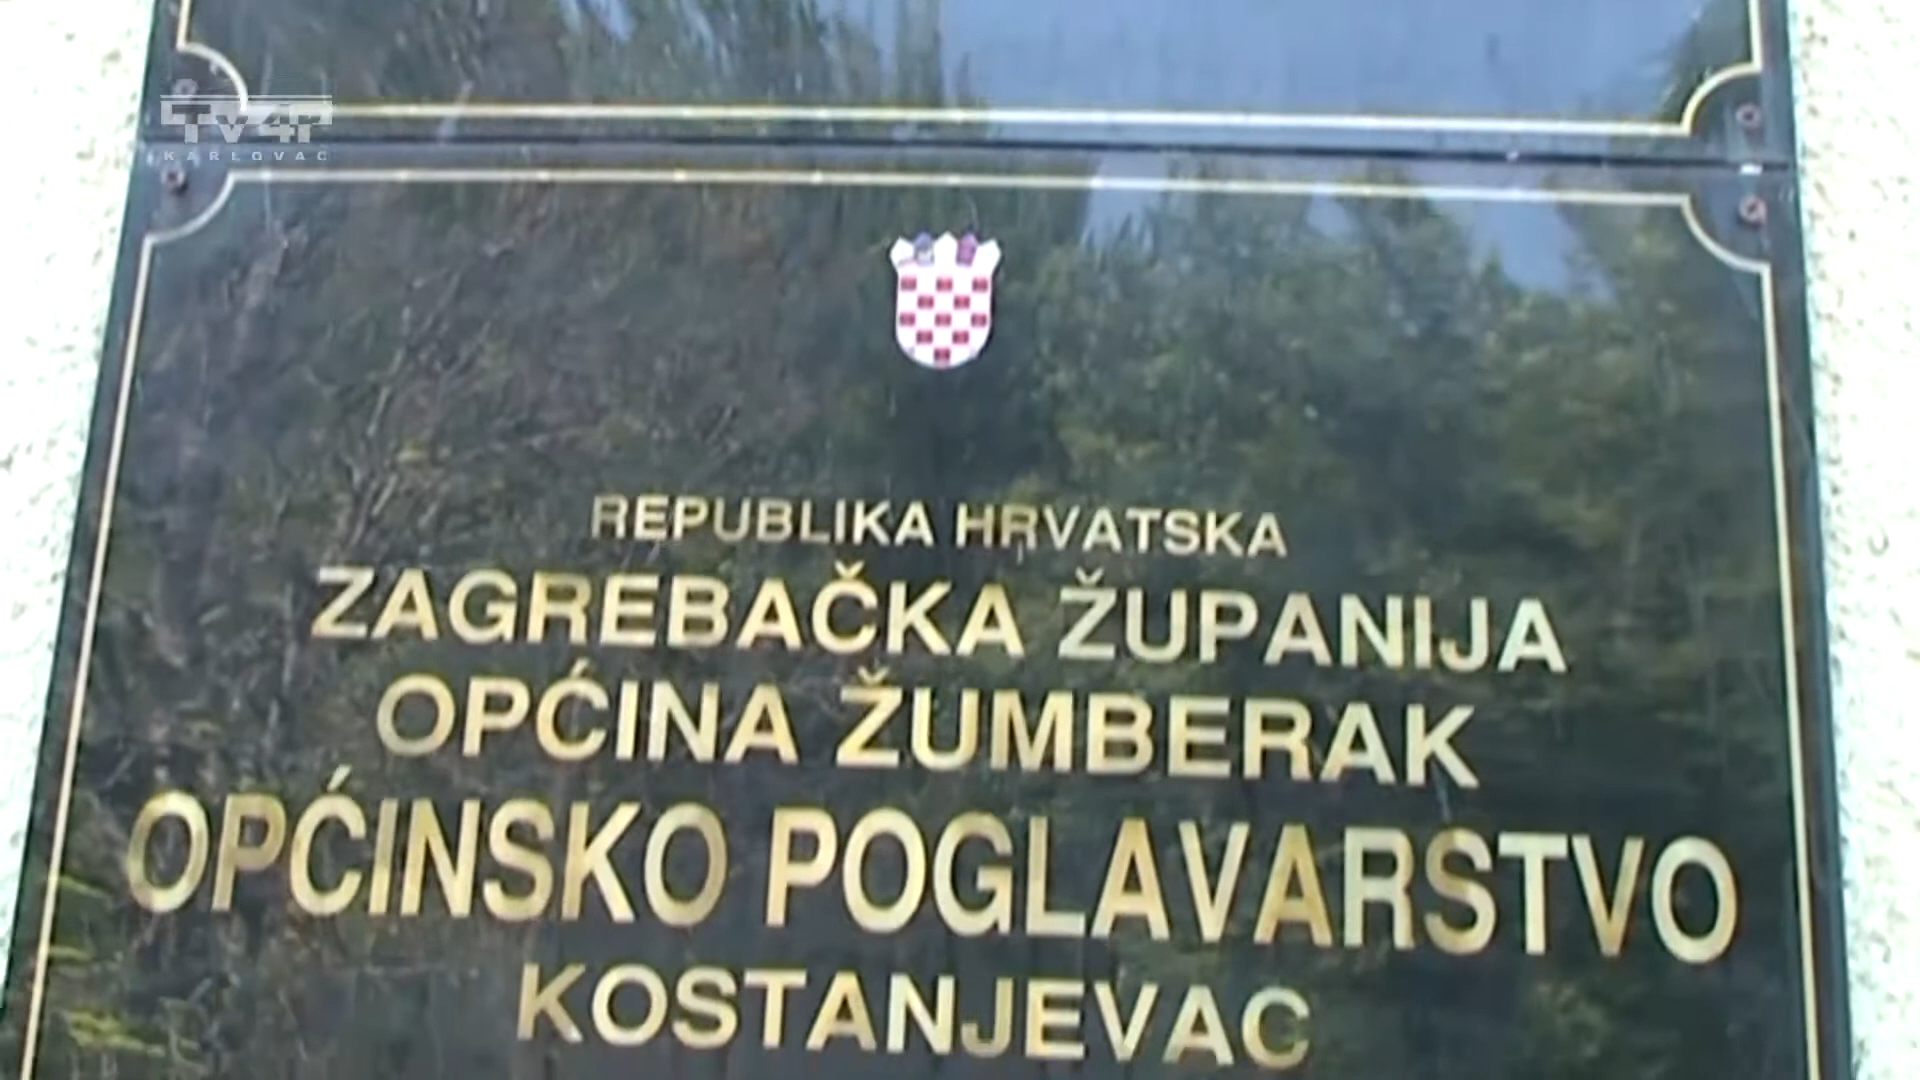 TV4R
KARLOVAC
REPUBLIKA HRVATSKA
ZAGREBAČKA ŽUPANIJA
OPĆINA ŽUMBERAK
OPĆINSKO POGLAVARSTVO
KOSTANJEVAC